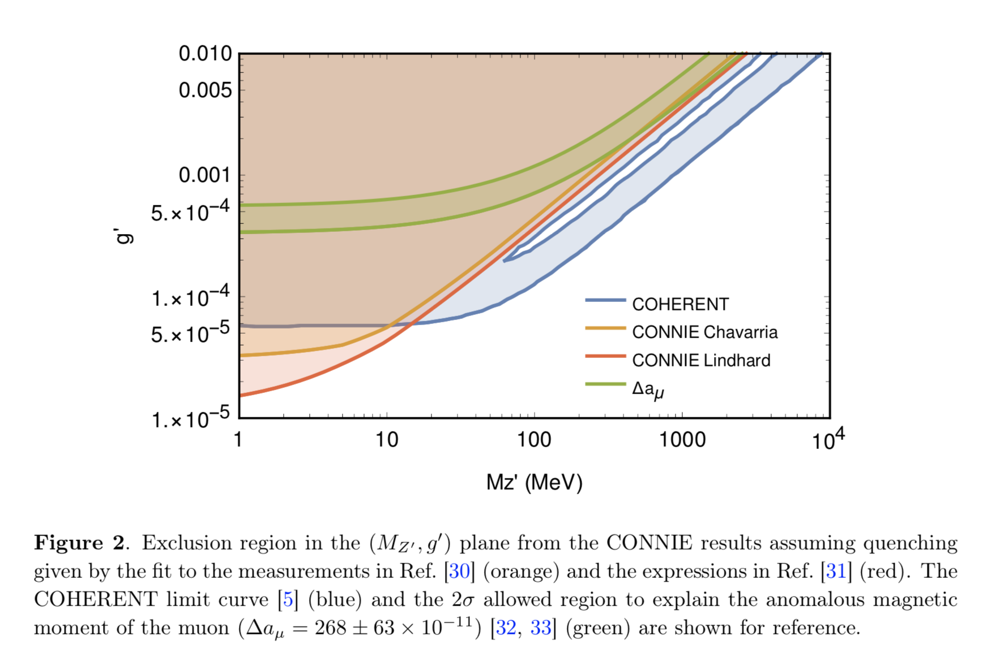 0.010
0.005
0.001
5.×10⁻⁴
1.×10⁻⁴
5.×10⁻⁵
1.×10⁻⁵
g'
1 10 100 1000 10⁴
Mz' (MeV)
COHERENT
CONNIE Chavarria
CONNIE Lindhard
Δaμ
Figure 2. Exclusion region in the (M_Z′, g′) plane from the CONNIE results assuming quenching
given by the fit to the measurements in Ref. [30] (orange) and the expressions in Ref. [31] (red). The
COHERENT limit curve [5] (blue) and the 2σ allowed region to explain the anomalous magnetic
moment of the muon (Δaμ = 268 ± 63 × 10⁻¹¹) [32, 33] (green) are shown for reference.